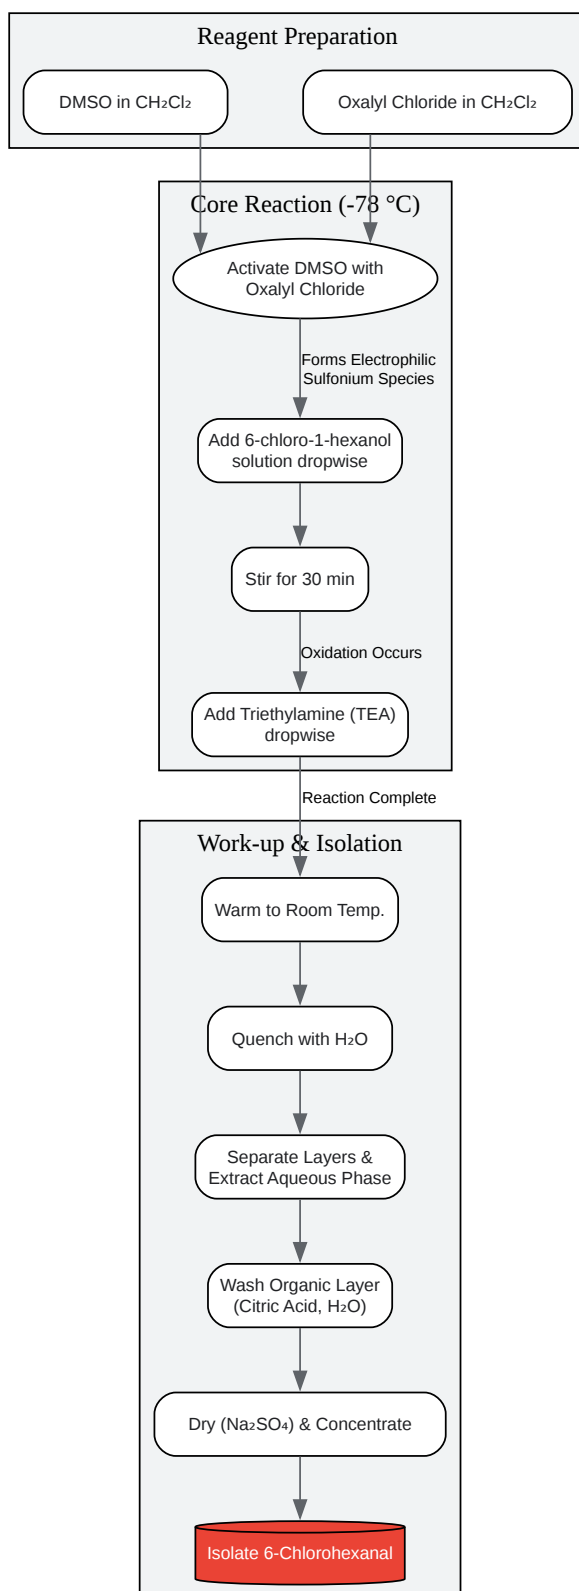 Reagent Preparation
DMSO in CH₂Cl₂
Oxalyl Chloride in CH₂Cl₂
Core Reaction (-78 °C)
Activate DMSO with
Oxalyl Chloride
Forms Electrophilic
Sulfonium Species
Add 6-chloro-1-hexanol
solution dropwise
Stir for 30 min
Oxidation Occurs
Add Triethylamine (TEA)
dropwise
Reaction Complete
Work-up & Isolation
Warm to Room Temp.
Quench with H₂O
Separate Layers &
Extract Aqueous Phase
Wash Organic Layer
(Citric Acid, H₂O)
Dry (Na₂SO₄) & Concentrate
Isolate 6-Chlorohexanal